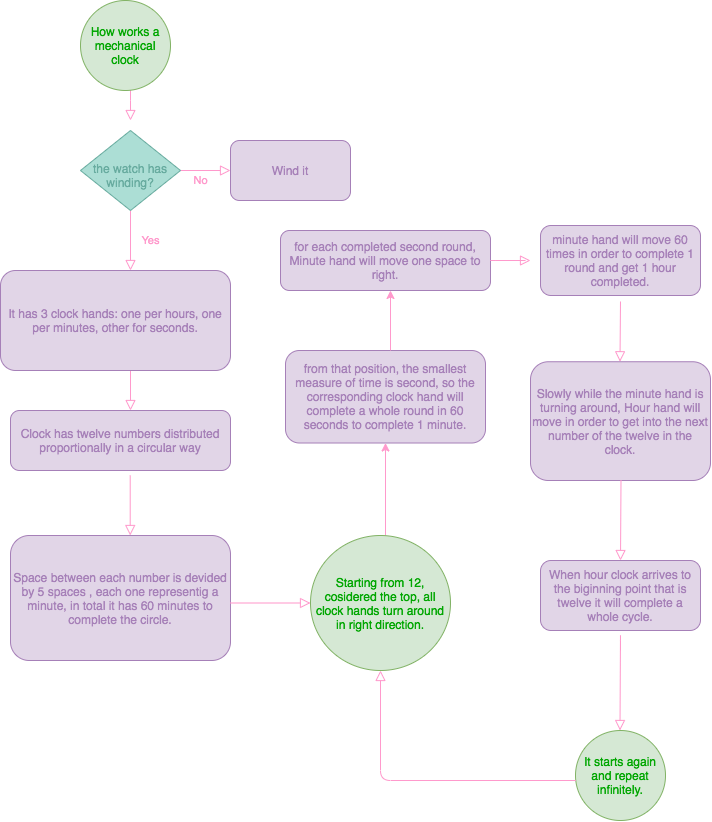 How works a
mechanical
clock
the watch has
winding?
No
Wind it
Yes
It has 3 clock hands: one per hours, one
per minutes, other for seconds.
Clock has twelve numbers distributed
proportionally in a circular way
Space between each number is devided
by 5 spaces , each one representig a
minute, in total it has 60 minutes to
complete the circle.
Starting from 12,
cosidered the top, all
clock hands turn around
in right direction.
from that position, the smallest
measure of time is second, so the
corresponding clock hand will
complete a whole round in 60
seconds to complete 1 minute.
for each completed second round,
Minute hand will move one space to
right.
minute hand will move 60
times in order to complete 1
round and get 1 hour
completed.
Slowly while the minute hand is
turning around, Hour hand will
move in order to get into the next
number of the twelve in the
clock.
When hour clock arrives to
the biginning point that is
twelve it will complete a
whole cycle.
It starts again
and repeat
infinitely.